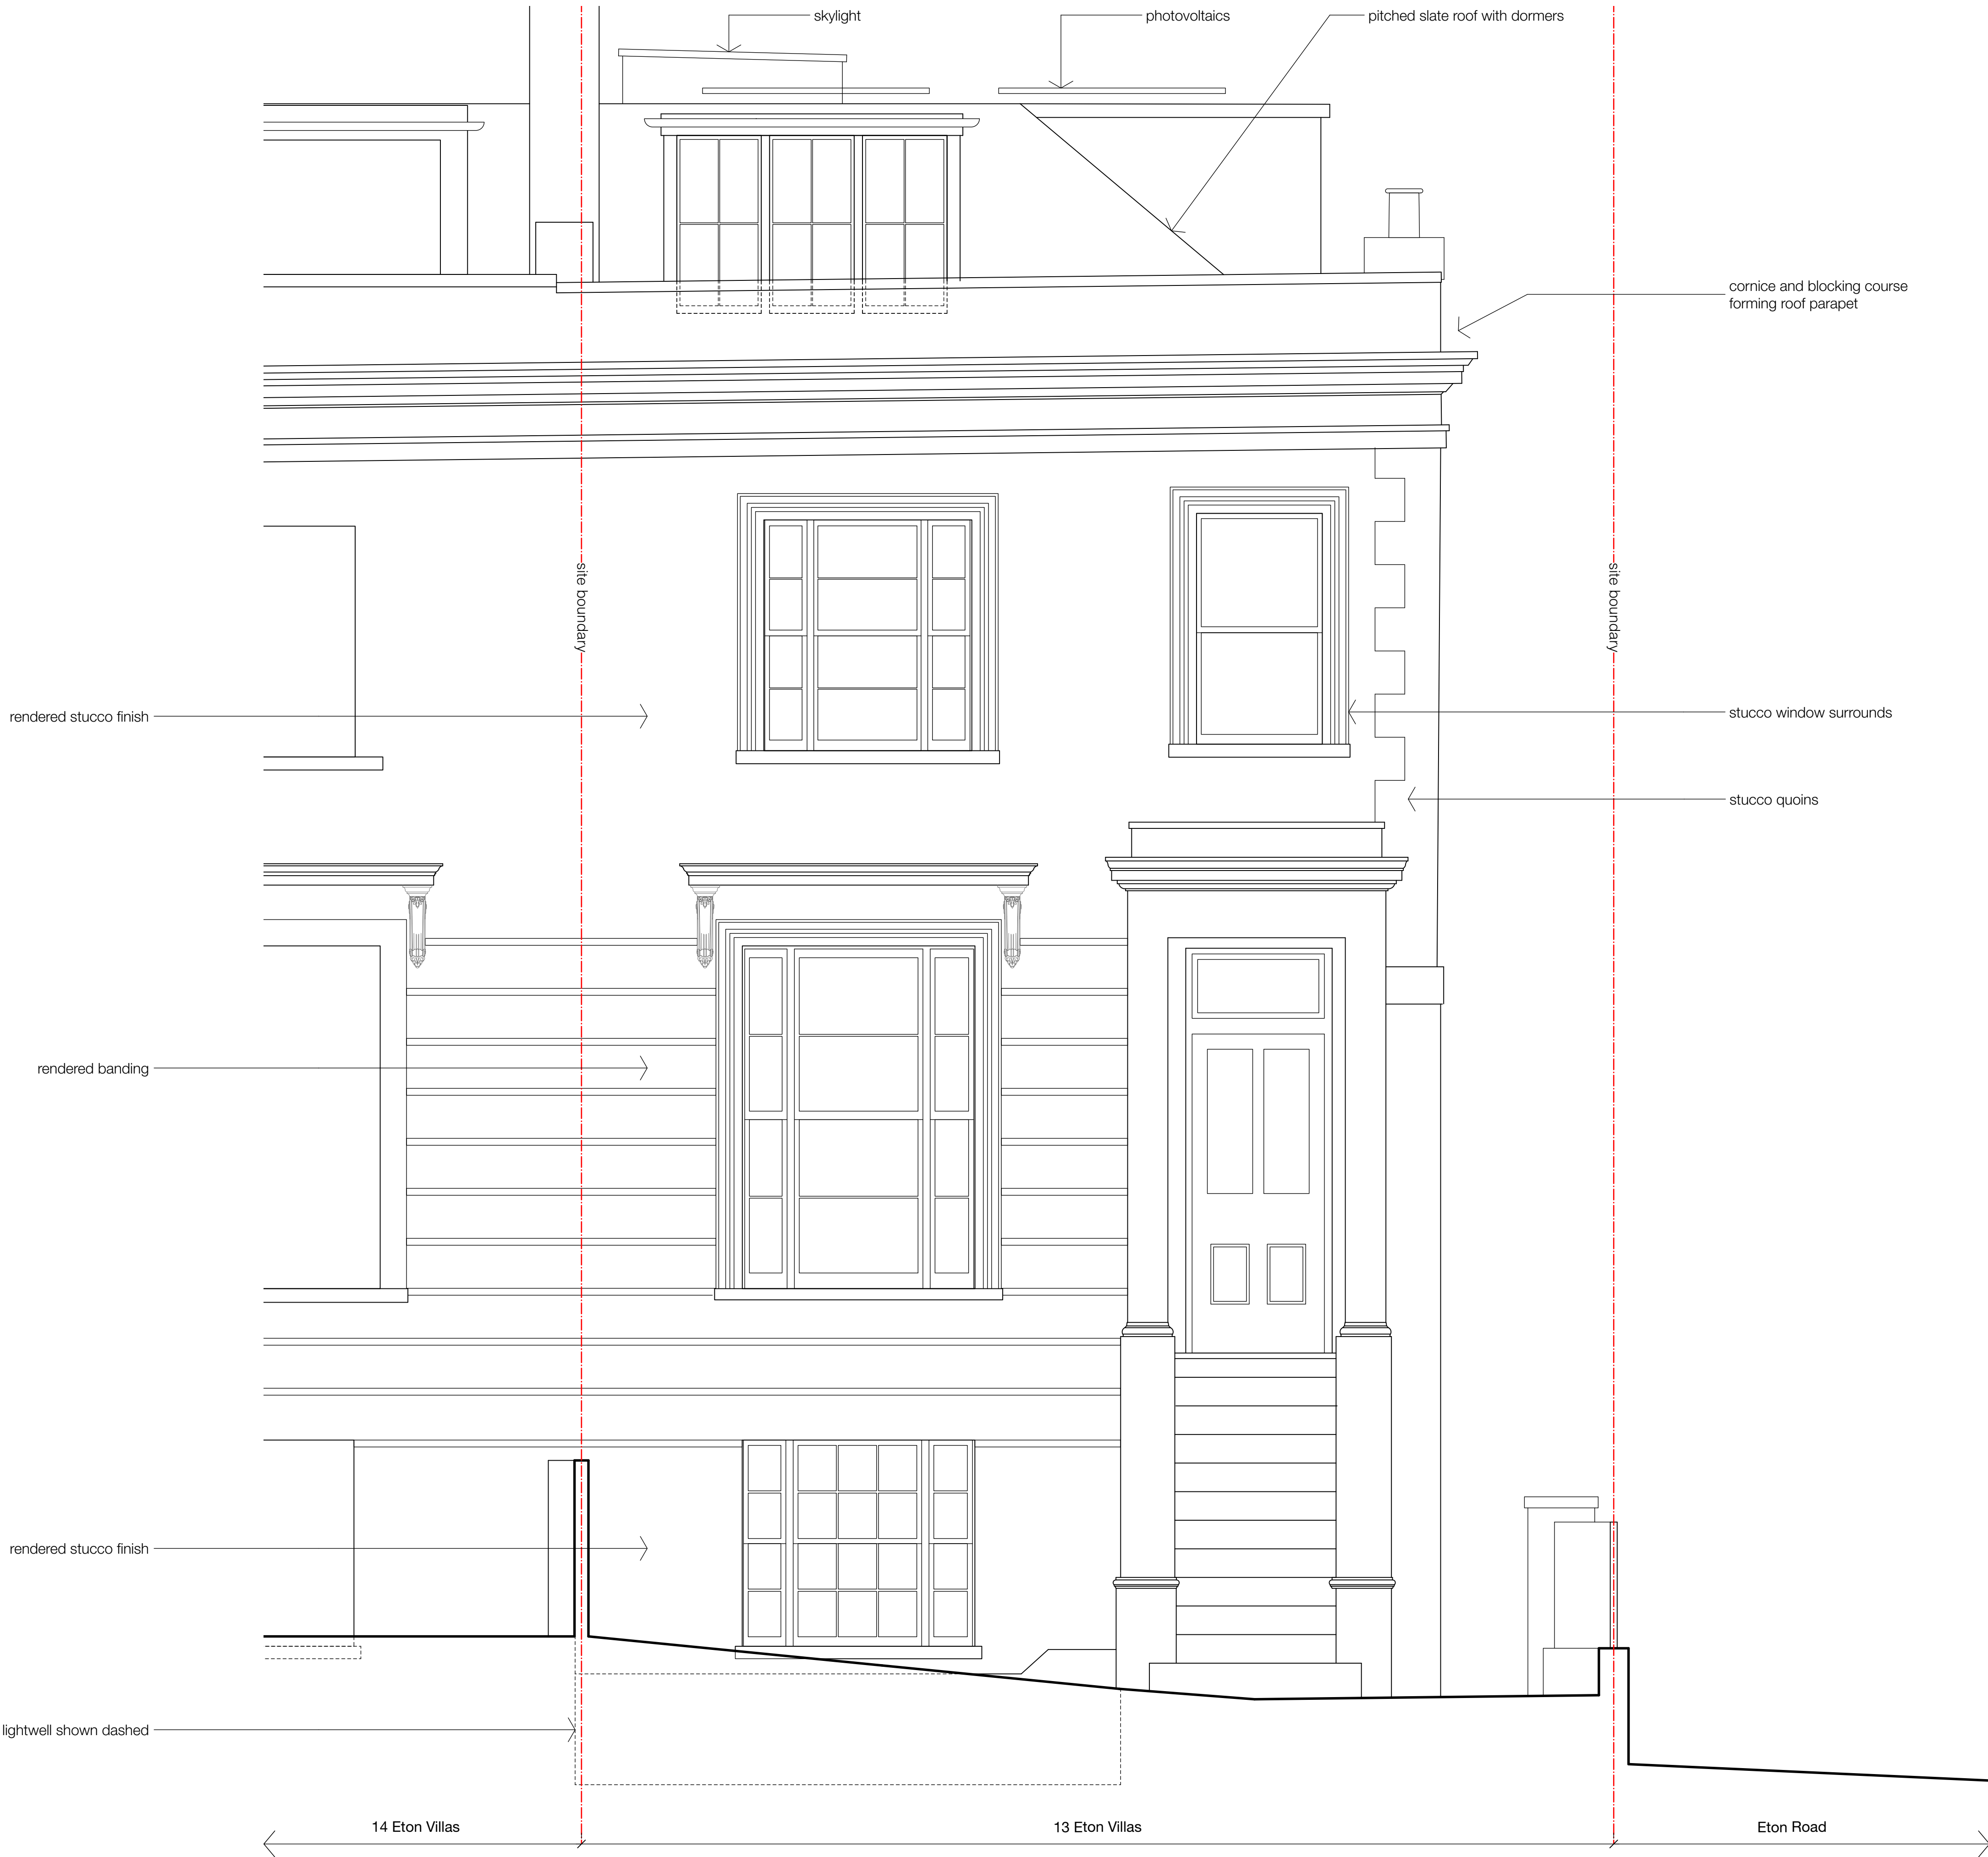 skylight
photovoltaics
pitched slate roof with dormers
cornice and blocking course
forming roof parapet
site boundary
site boundary
rendered stucco finish
stucco window surrounds
stucco quoins
rendered banding
rendered stucco finish
lightwell shown dashed
14 Eton Villas
13 Eton Villas
Eton Road